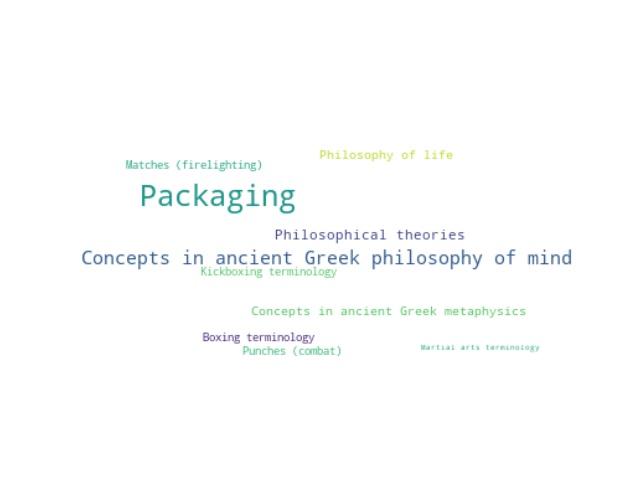 Philosophy of life
Matches (firelighting)
Packaging
Philosophical theories
Concepts in ancient Greek philosophy of mind
Kickboxing terminology
Concepts in ancient Greek metaphysics
Boxing terminology
Martial arts terminology
Punches (combat)